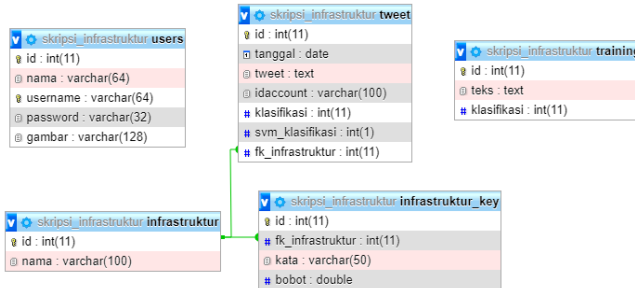 skripsi_infrastruktur users
id : int(11)
nama : varchar(64)
username : varchar(64)
password : varchar(32)
gambar : varchar(128)
skripsi_infrastruktur tweet
id : int(11)
tanggal : date
tweet : text
idaccount : varchar(100)
klasifikasi : int(11)
svm_klasifikasi : int(1)
fk_infrastruktur : int(11)
skripsi_infrastruktur training
id : int(11)
teks : text
klasifikasi : int(11)
skripsi_infrastruktur infrastruktur
id : int(11)
nama : varchar(100)
skripsi_infrastruktur infrastruktur_key
id : int(11)
fk_infrastruktur : int(11)
kata : varchar(50)
bobot : double